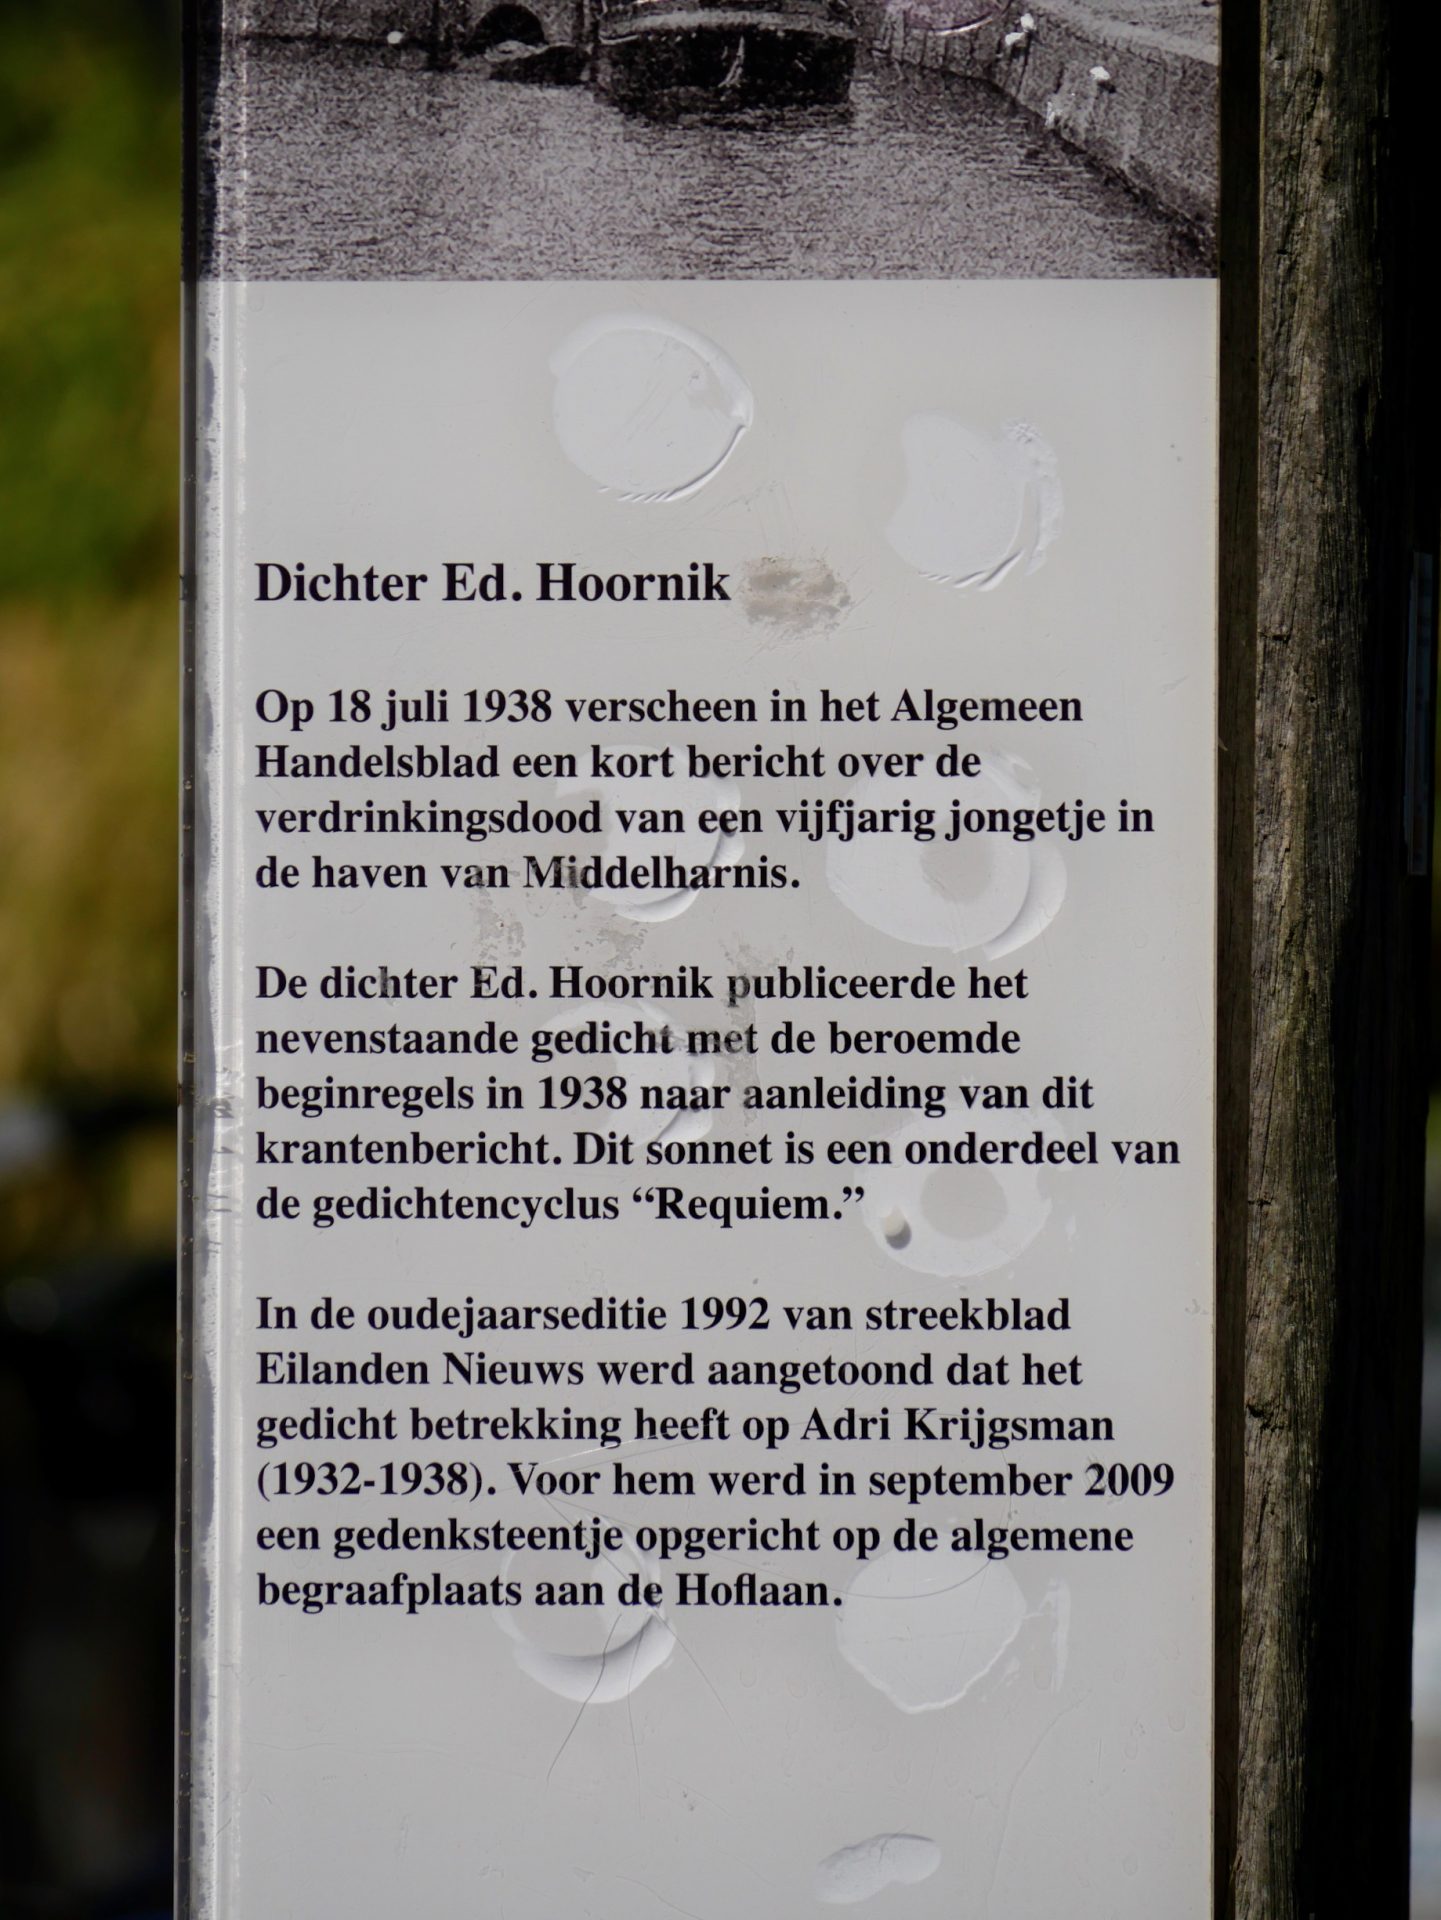 Dichter Ed. Hoornik
Op 18 juli 1938 verscheen in het Algemeen
Handelsblad een kort bericht over de
verdrinkingsdood van een vijfjarig jongetje in
de haven van Middelharnis.
De dichter Ed. Hoornik publiceerde het
nevenstaande gedicht met de beroemde
beginregels in 1938 naar aanleiding van dit
krantenbericht. Dit sonnet is een onderdeel van
de gedichtencyclus “Requiem.”
In de oudejaarseditie 1992 van streekblad
Eilanden Nieuws werd aangetoond dat het
gedicht betrekking heeft op Adri Krijgsman
(1932-1938). Voor hem werd in september 2009
een gedenksteentje opgericht op de algemene
begraafplaats aan de Hoflaan.